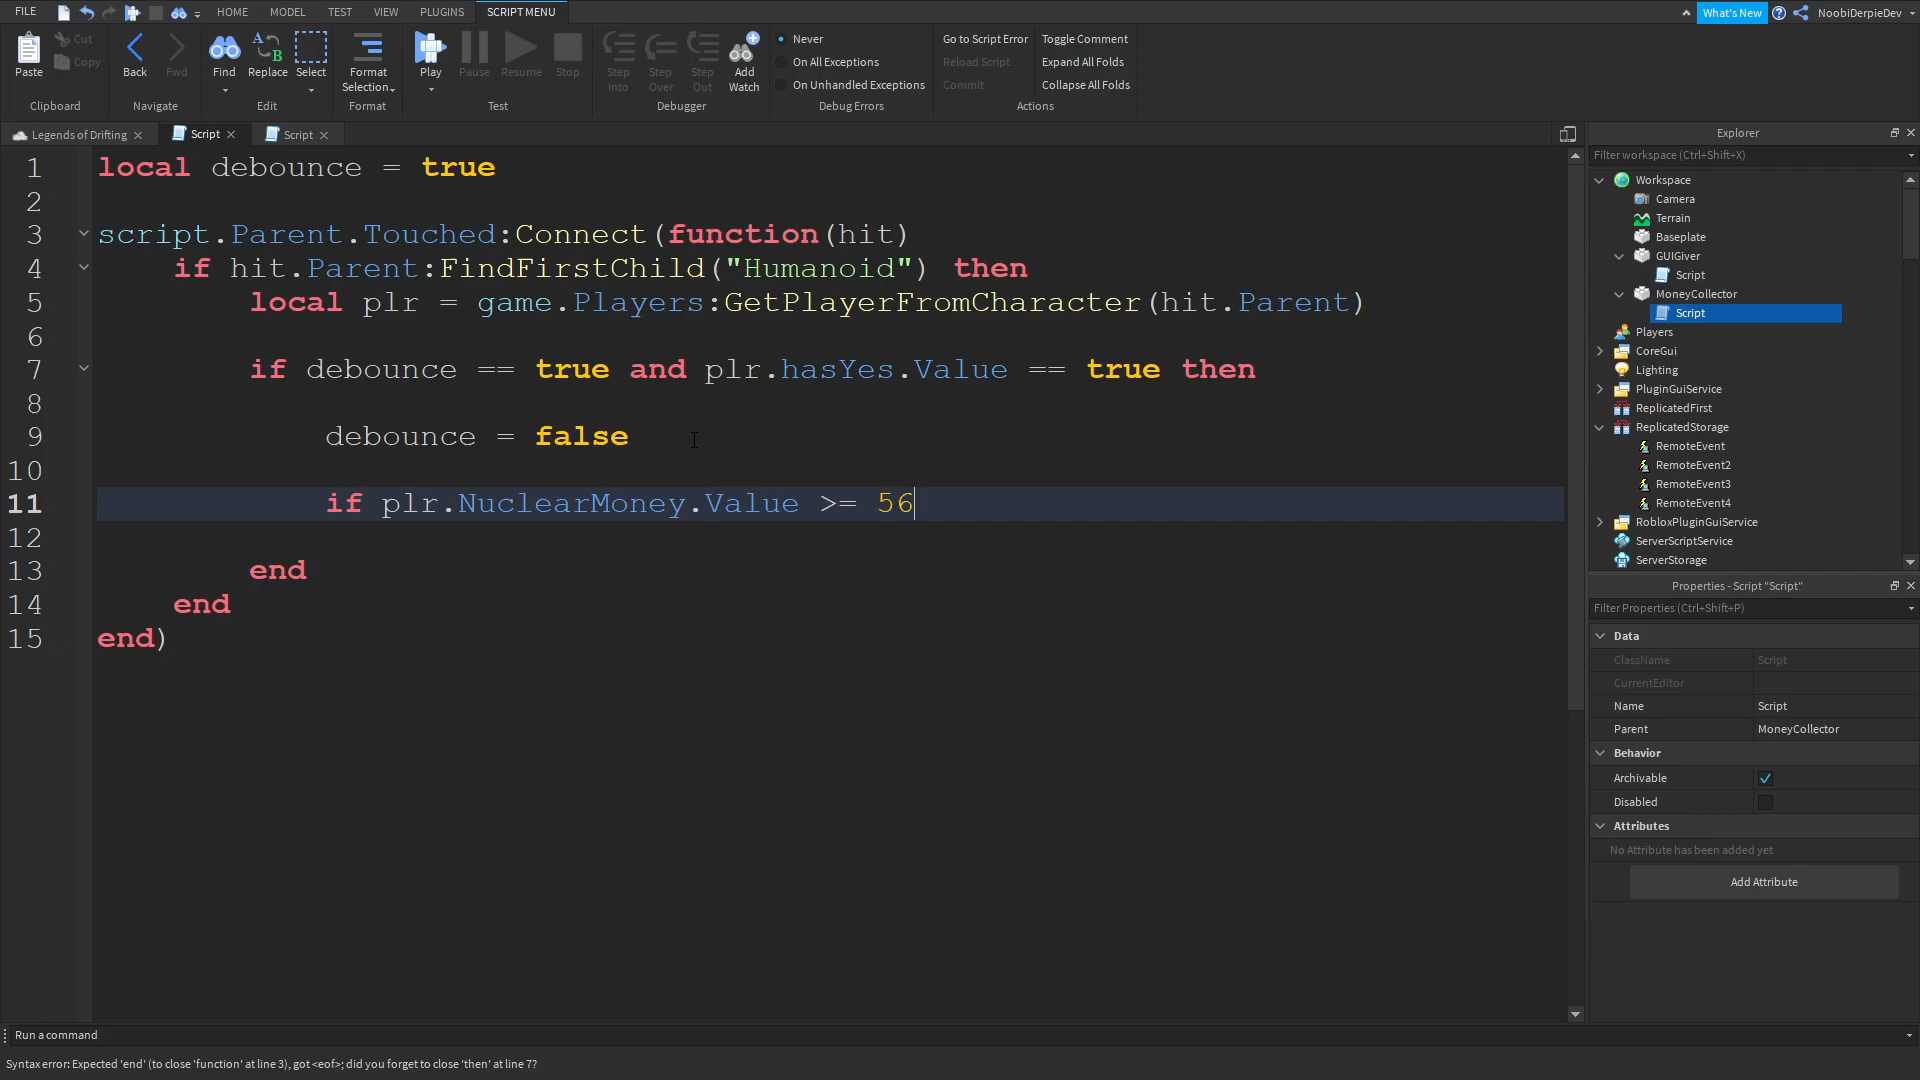 FILE HOME MODEL TEST VIEW PLUGINS SCRIPT MENU What's New NoobiDerpieDev
Paste Cut Copy Back Fwd Find Replace Select Format Selection Play Pause Resume Stop Step Into Step Over Step Out Add Watch
Never
On All Exceptions
On Unhandled Exceptions
Go to Script Error Toggle Comment
Reload Script Expand All Folds
Commit Collapse All Folds
Clipboard Navigate Edit Format Test Debugger Debug Errors Actions
Legends of Drifting Script Script
1 local debounce = true
2
3 script.Parent.Touched:Connect(function(hit)
4 if hit.Parent:FindFirstChild("Humanoid") then
5 local plr = game.Players:GetPlayerFromCharacter(hit.Parent)
6
7 if debounce == true and plr.hasYes.Value == true then
8
9 debounce = false
10
11 if plr.NuclearMoney.Value >= 56
12
13 end
14 end
15 end)
Explorer
Filter workspace (Ctrl+Shift+X)
Workspace
Camera
Terrain
Baseplate
GUIGiver
Script
MoneyCollector
Script
Players
CoreGui
Lighting
PluginGuiService
ReplicatedFirst
ReplicatedStorage
RemoteEvent
RemoteEvent2
RemoteEvent3
RemoteEvent4
RobloxPluginGuiService
ServerScriptService
ServerStorage
Properties - Script "Script"
Filter Properties (Ctrl+Shift+P)
Data
ClassName Script
CurrentEditor
Name Script
Parent MoneyCollector
Behavior
Archivable
Disabled
Attributes
No Attribute has been added yet
Add Attribute
Run a command
Syntax error: Expected 'end' (to close 'function' at line 3), got <eof>; did you forget to close 'then' at line 7?